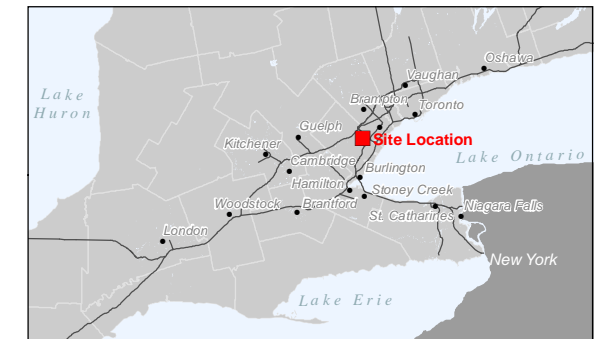 Oshawa
Vaughan
Lake
Huron
Brampton
Toronto
Guelph
Site Location
Kitchener
Cambridge
Lake Ontario
Burlington
Hamilton
Stoney Creek
Woodstock
Brantford
St. Catharines
Niagara Falls
London
New York
Lake Erie